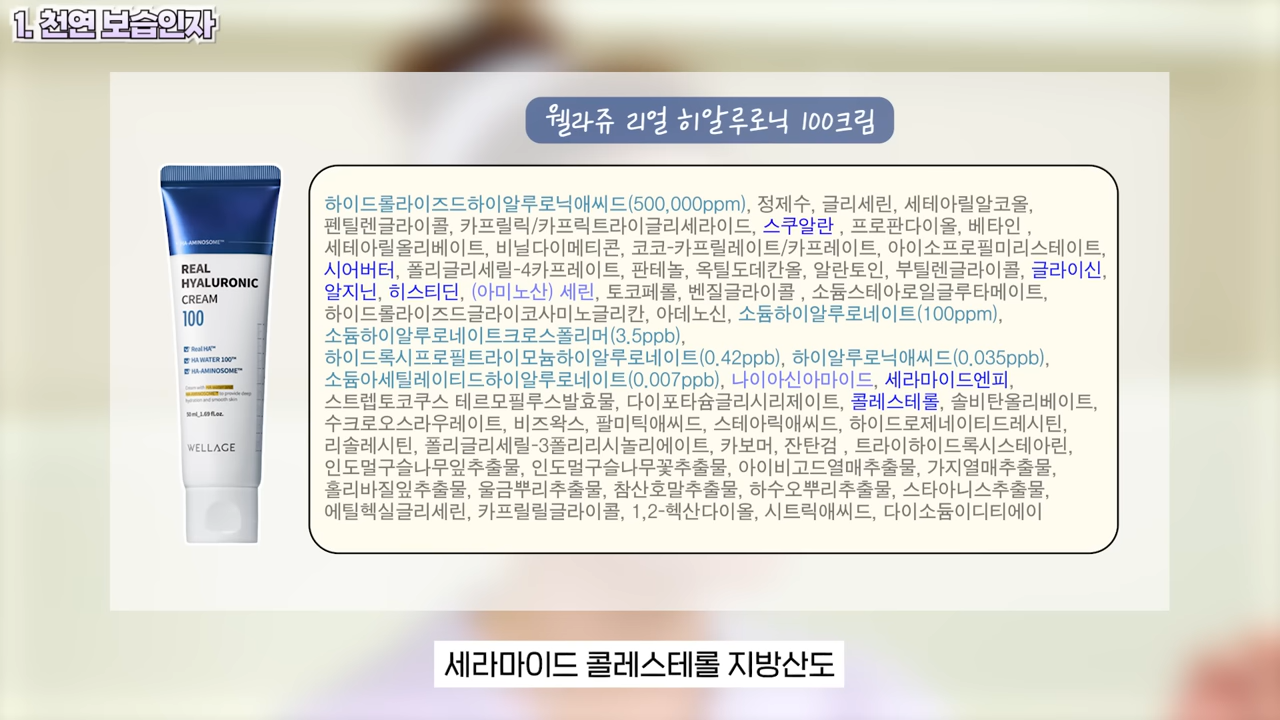 1. 천연 보습인자
웰라쥬 리얼 히알루로닉 100크림
HA-AMINOSOME™
REAL
HYALURONIC
CREAM
100
Real HA™
HA WATER 100™
HA-AMINOSOME™
50 ml_1.69 fl.oz.
WELLAGE
하이드롤라이즈드하이알루로닉애씨드(500,000ppm), 정제수, 글리세린, 세테아릴알코올,
펜틸렌글라이콜, 카프릴릭/카프릭트라이글리세라이드, 스쿠알란 , 프로판다이올, 베타인 ,
세테아릴올리베이트, 비닐다이메티콘, 코코-카프릴레이트/카프레이트, 아이소프로필미리스테이트,
시어버터, 폴리글리세릴-4카프레이트, 판테놀, 옥틸도데칸올, 알란토인, 부틸렌글라이콜, 글라이신,
알지닌, 히스티딘, (아미노산) 세린, 토코페롤, 벤질글라이콜 , 소듐스테아로일글루타메이트,
하이드롤라이즈드글라이코사미노글리칸, 아데노신, 소듐하이알루로네이트(100ppm),
소듐하이알루로네이트크로스폴리머(3.5ppb),
하이드록시프로필트라이모늄하이알루로네이트(0.42ppb), 하이알루로닉애씨드(0.035ppb),
소듐아세틸레이티드하이알루로네이트(0.007ppb), 나이아신아마이드, 세라마이드엔피,
스트렙토코쿠스 테르모필루스발효물, 다이포타슘글리시리제이트, 콜레스테롤, 솔비탄올리베이트,
수크로오스라우레이트, 비즈왁스, 팔미틱애씨드, 스테아릭애씨드, 하이드로제네이티드레시틴,
리솔레시틴, 폴리글리세릴-3폴리리시놀리에이트, 카보머, 잔탄검 , 트라이하이드록시스테아린,
인도멀구슬나무잎추출물, 인도멀구슬나무꽃추출물, 아이비고드열매추출물, 가지열매추출물,
홀리바질잎추출물, 울금뿌리추출물, 참산호말추출물, 하수오뿌리추출물, 스타아니스추출물,
에틸헥실글리세린, 카프릴릴글라이콜, 1,2-헥산다이올, 시트릭애씨드, 다이소듐이디티에이
세라마이드 콜레스테롤 지방산도